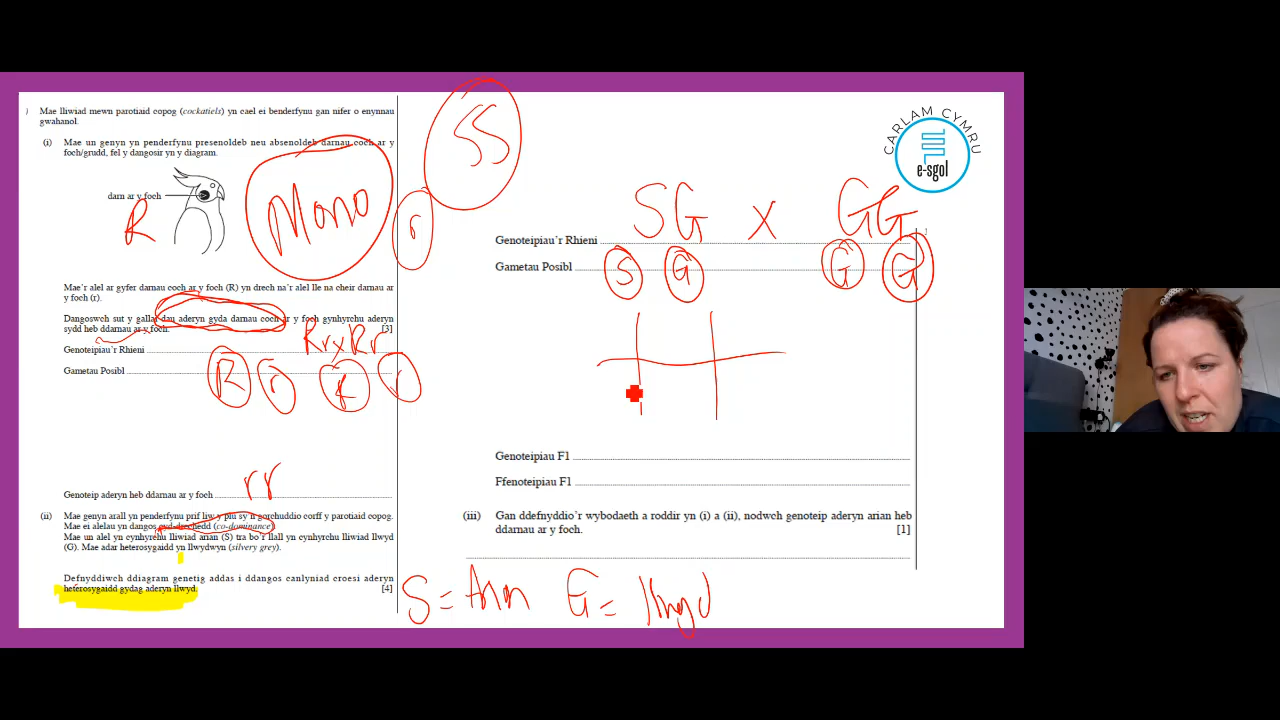 ) Mae lliwiad mewn parotiaid copog (cockatiels) yn cael ei benderfynu gan nifer o enynnau
gwahanol.
(i) Mae un genyn yn penderfynu presenoldeb neu absenoldeb darnau coch ar y
foch/grudd, fel y dangosir yn y diagram.
darn ar y foch
R
Mono
r
SS
Mae'r alel ar gyfer darnau coch ar y foch (R) yn drech na'r alel lle na cheir darnau ar
y foch (r).
Dangoswch sut y gallai dau aderyn gyda darnau coch ar y foch gynhyrchu aderyn
sydd heb ddarnau ar y foch. [3]
Genoteipiau'r Rhieni Rr x Rr
Gametau Posibl R r R r
Genoteip aderyn heb ddarnau ar y foch rr
(ii) Mae genyn arall yn penderfynu prif liw y plu sy'n gorchuddio corff y parotiaid copog.
Mae ei alelau yn dangos cyd-drechedd (co-dominance).
Mae un alel yn cynhyrchu lliwiad arian (S) tra bo'r llall yn cynhyrchu lliwiad llwyd
(G). Mae adar heterosygaidd yn llwydwyn (silvery grey).
Defnyddiwch ddiagram genetig addas i ddangos canlyniad croesi aderyn
heterosygaidd gydag aderyn llwyd. [4]
CARLAM CYMRU
e-sgol
SG x GG
Genoteipiau'r Rhieni
Gametau Posibl S G G G
Genoteipiau F1
Ffenoteipiau F1
(iii) Gan ddefnyddio'r wybodaeth a roddir yn (i) a (ii), nodwch genoteip aderyn arian heb
ddarnau ar y foch. [1]
S = G = llwyd